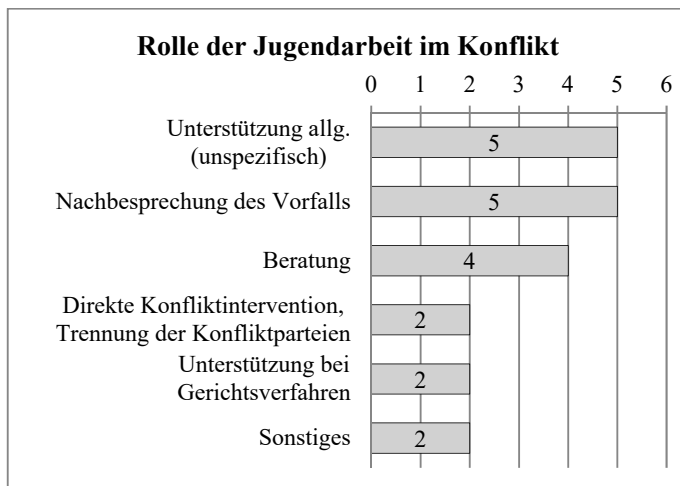 Rolle der Jugendarbeit im Konflikt
0 1 2 3 4 5 6
Unterstützung allg.
(unspezifisch)
5
Nachbesprechung des Vorfalls
5
Beratung
4
Direkte Konfliktintervention,
Trennung der Konfliktparteien
2
Unterstützung bei
Gerichtsverfahren
2
Sonstiges
2